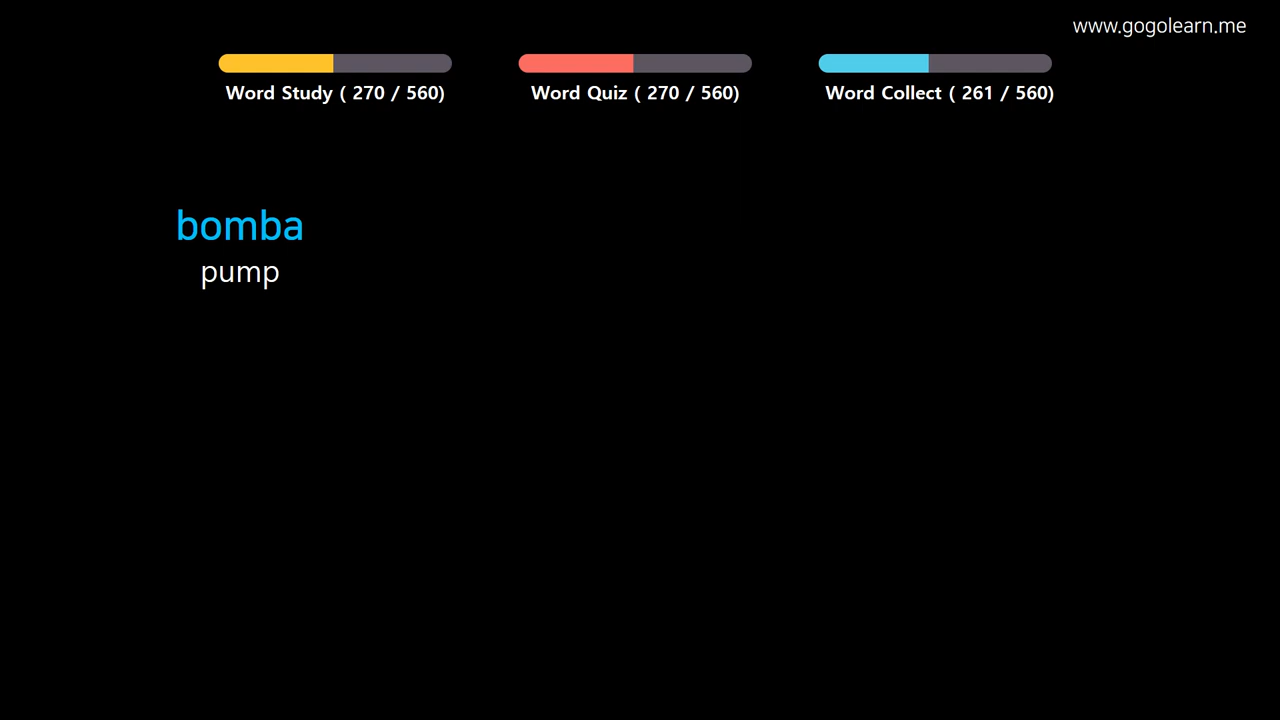 www.gogolearn.me
Word Study ( 270 / 560)
Word Quiz ( 270 / 560)
Word Collect ( 261 / 560)
bomba
pump